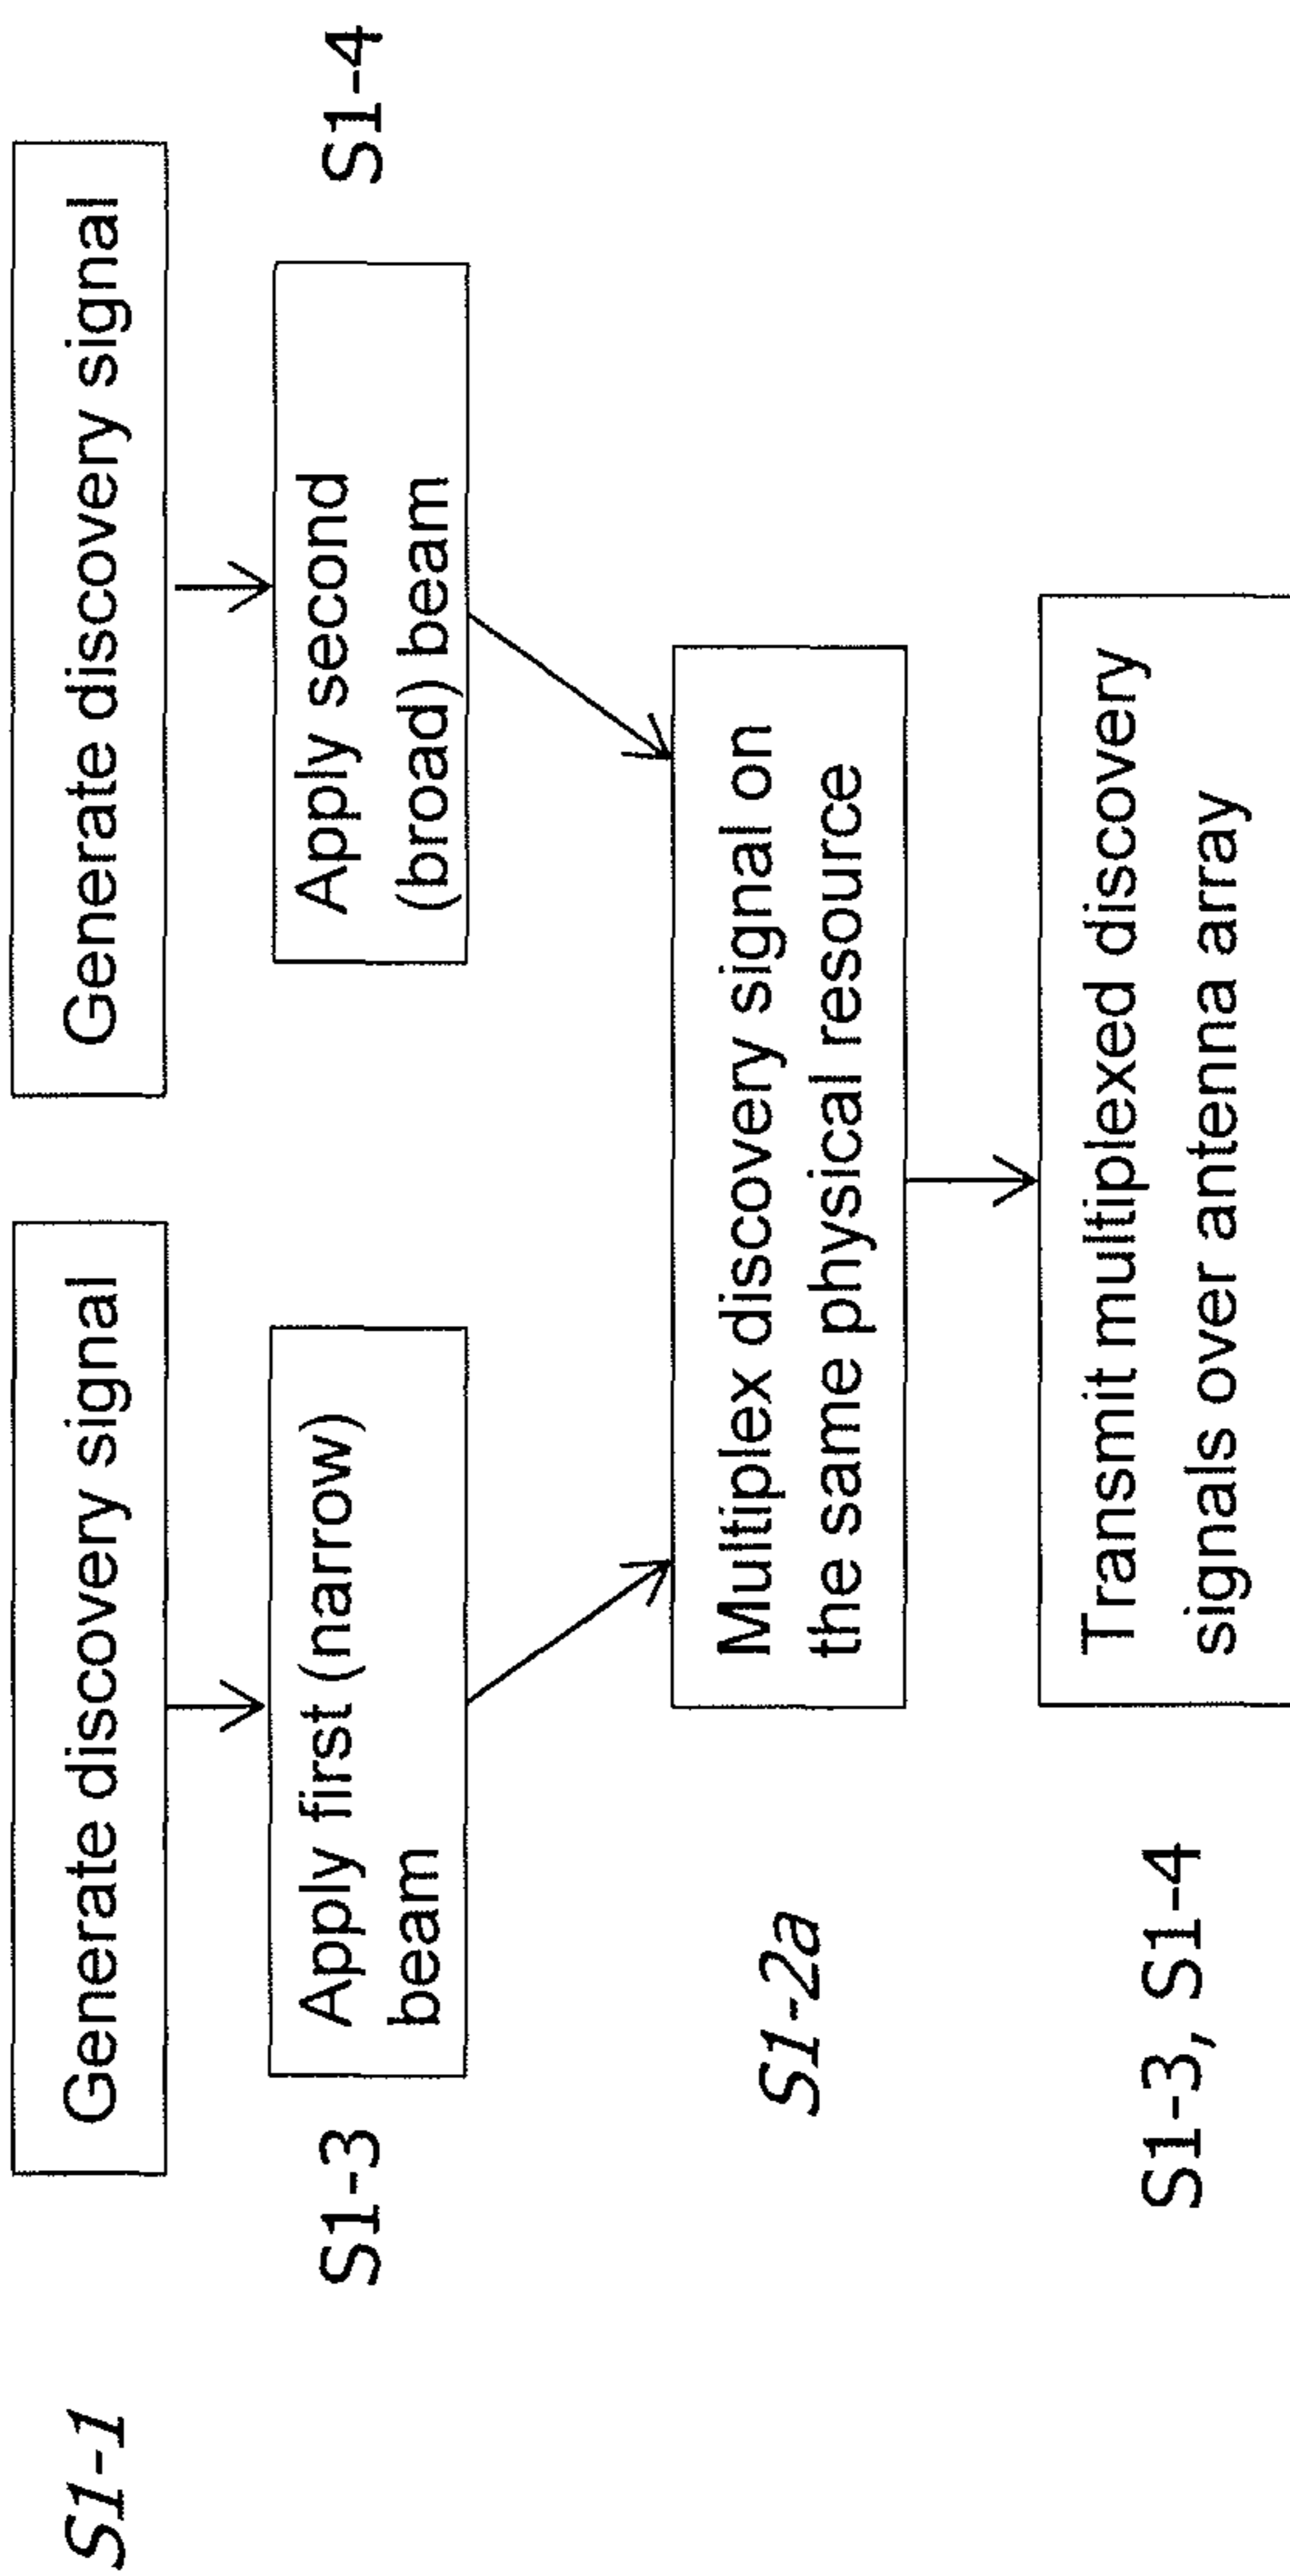 S1-1
Generate discovery signal
Generate discovery signal
S1-3
Apply first (narrow)
beam
Apply second
(broad) beam
S1-4
S1-2a
Multiplex discovery signal on
the same physical resource
S1-3, S1-4
Transmit multiplexed discovery
signals over antenna array